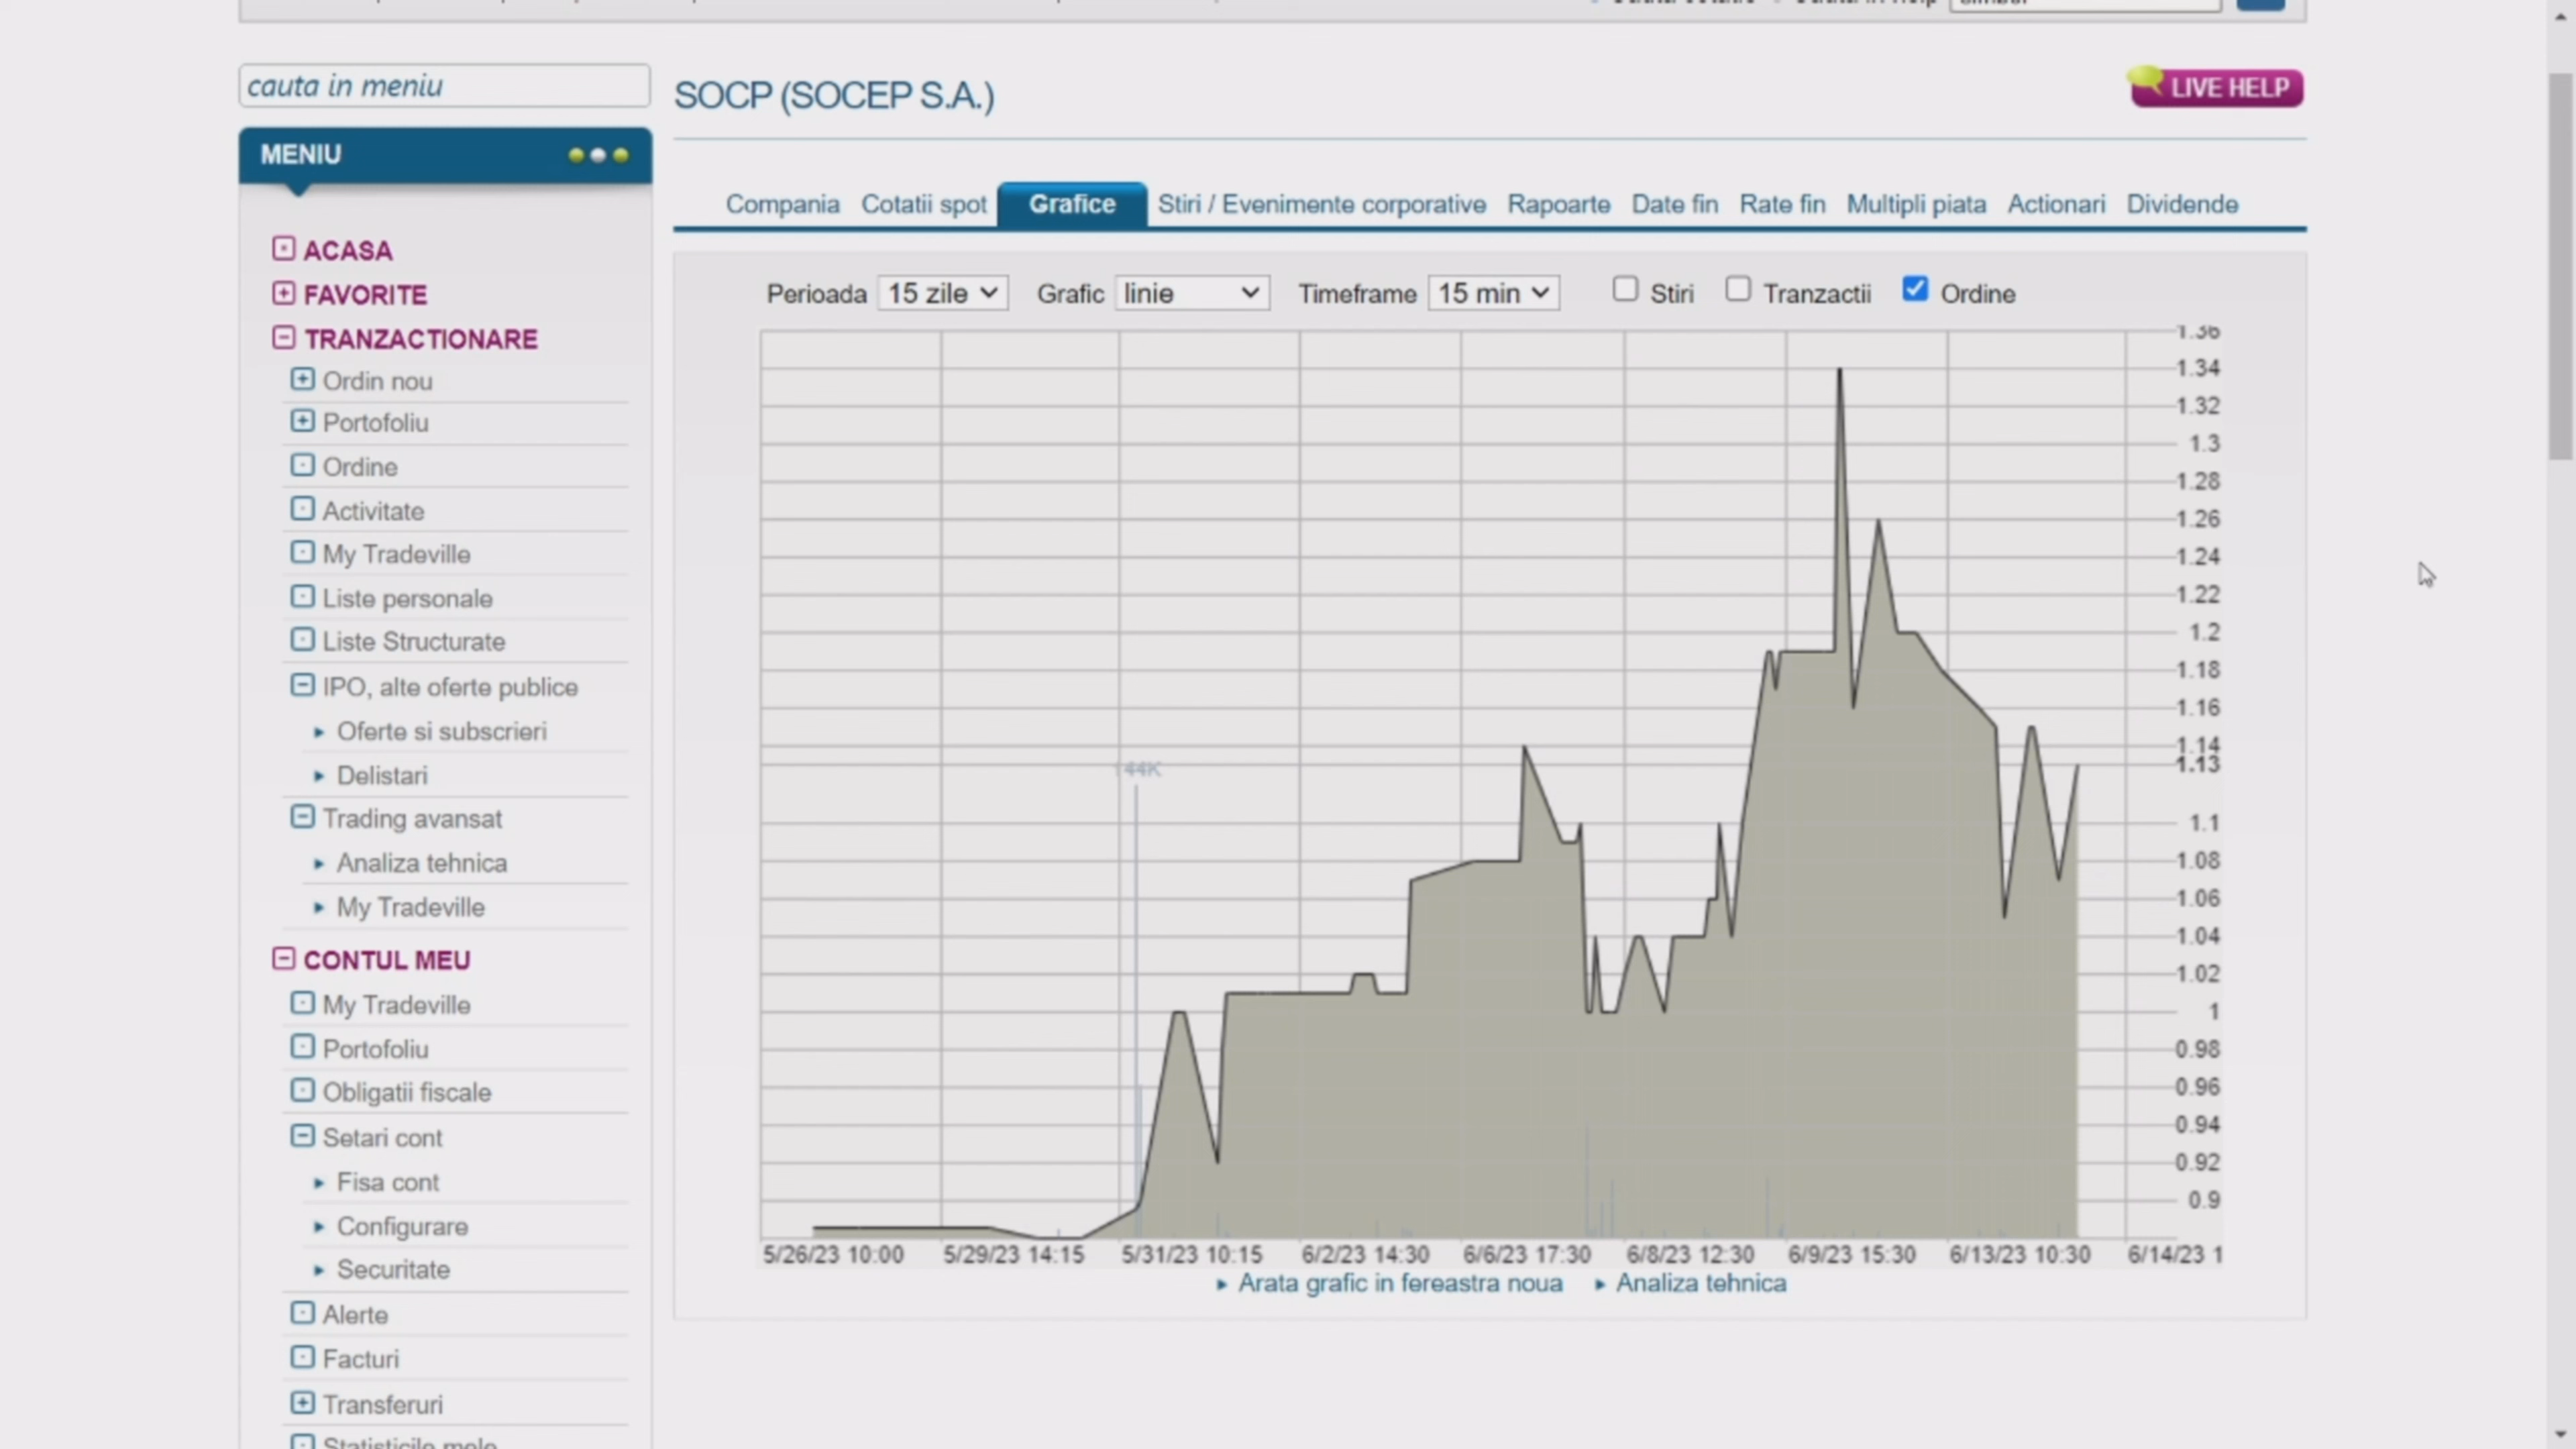 cauta in meniu
SOCP (SOCEP S.A.)
LIVE HELP
MENIU
Compania Cotatii spot Grafice Stiri / Evenimente corporative Rapoarte Date fin Rate fin Multipli piata Actionari Dividende
ACASA
FAVORITE
TRANZACTIONARE
Ordin nou
Portofoliu
Ordine
Activitate
My Tradeville
Liste personale
Liste Structurate
IPO, alte oferte publice
Oferte si subscrieri
Delistari
Trading avansat
Analiza tehnica
My Tradeville
CONTUL MEU
My Tradeville
Portofoliu
Obligatii fiscale
Setari cont
Fisa cont
Configurare
Securitate
Alerte
Facturi
Transferuri
Statisticile mele
Perioada 15 zile Grafic linie Timeframe 15 min Stiri Tranzactii Ordine
1.36
1.34
1.32
1.3
1.28
1.26
1.24
1.22
1.2
1.18
1.16
1.14
1.13
1.1
1.08
1.06
1.04
1.02
1
0.98
0.96
0.94
0.92
0.9
5/26/23 10:00 5/29/23 14:15 5/31/23 10:15 6/2/23 14:30 6/6/23 17:30 6/8/23 12:30 6/9/23 15:30 6/13/23 10:30 6/14/23 1
Arata grafic in fereastra noua Analiza tehnica